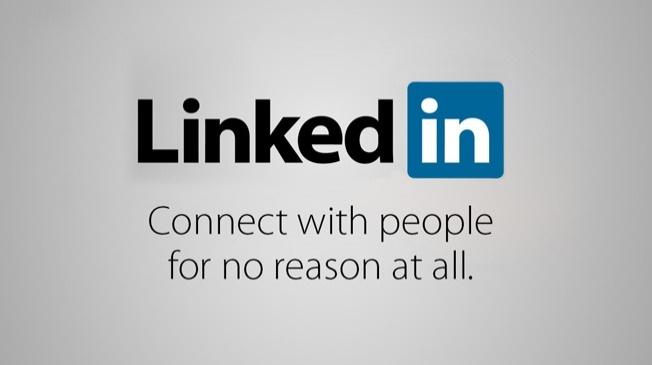 Linked in
Connect with people
for no reason at all.